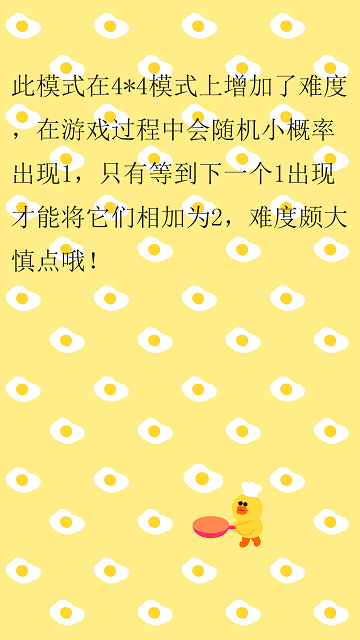 此模式在4*4模式上增加了难度
，在游戏过程中会随机小概率
出现1，只有等到下一个1出现
才能将它们相加为2，难度颇大
慎点哦！